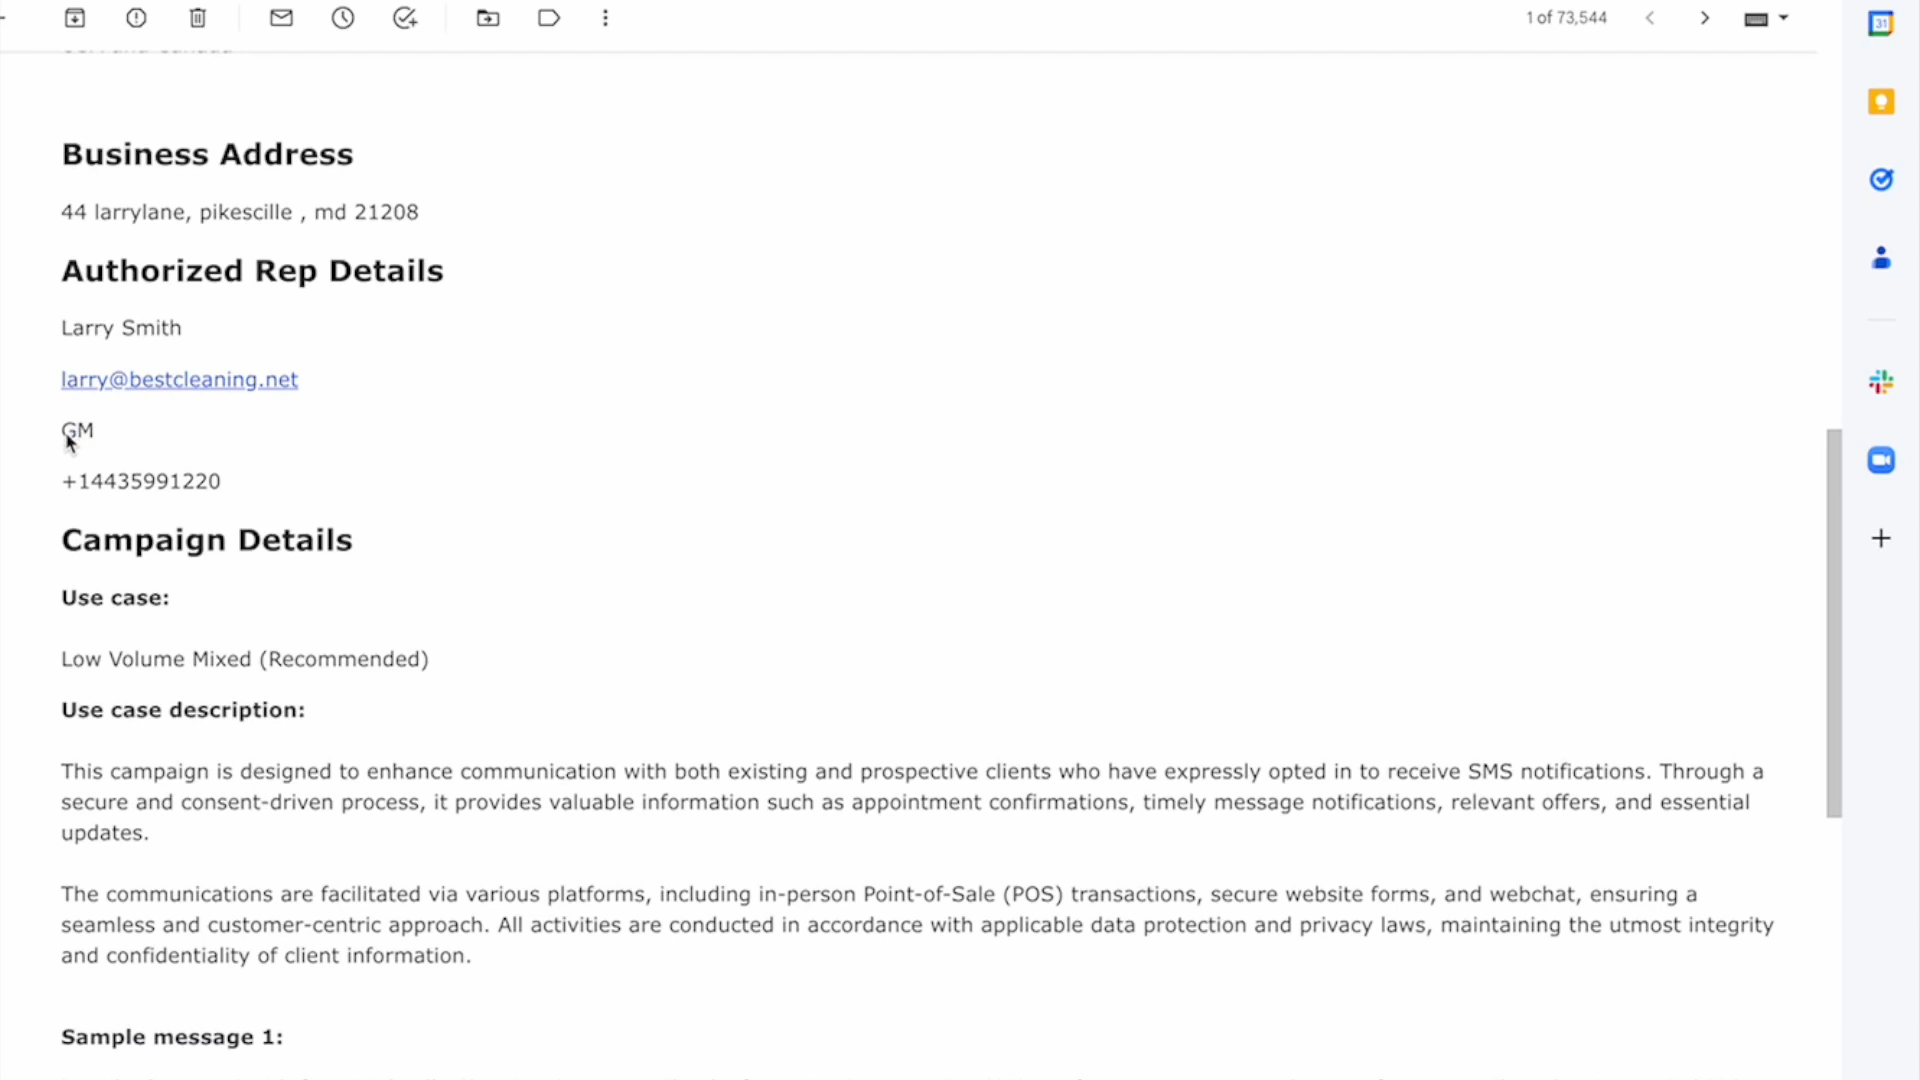 1 of 73,544
31
Business Address
44 larrylane, pikescille , md 21208
Authorized Rep Details
Larry Smith
larry@bestcleaning.net
GM
+14435991220
Campaign Details
Use case:
Low Volume Mixed (Recommended)
Use case description:
This campaign is designed to enhance communication with both existing and prospective clients who have expressly opted in to receive SMS notifications. Through a
secure and consent-driven process, it provides valuable information such as appointment confirmations, timely message notifications, relevant offers, and essential
updates.
The communications are facilitated via various platforms, including in-person Point-of-Sale (POS) transactions, secure website forms, and webchat, ensuring a
seamless and customer-centric approach. All activities are conducted in accordance with applicable data protection and privacy laws, maintaining the utmost integrity
and confidentiality of client information.
Sample message 1: